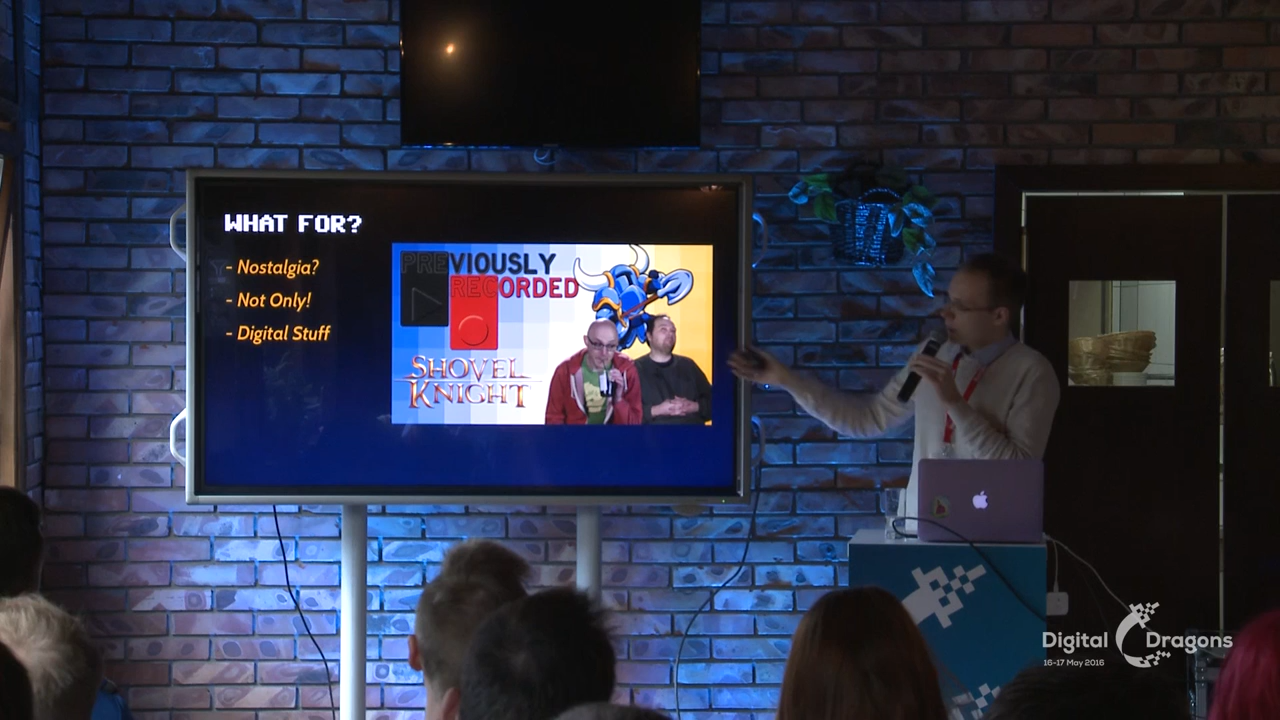 WHAT FOR?
- Nostalgia?
- Not Only!
- Digital Stuff
PREVIOUSLY
RECORDED
SHOVEL
KNIGHT
Digital Dragons
16-17 May 2016